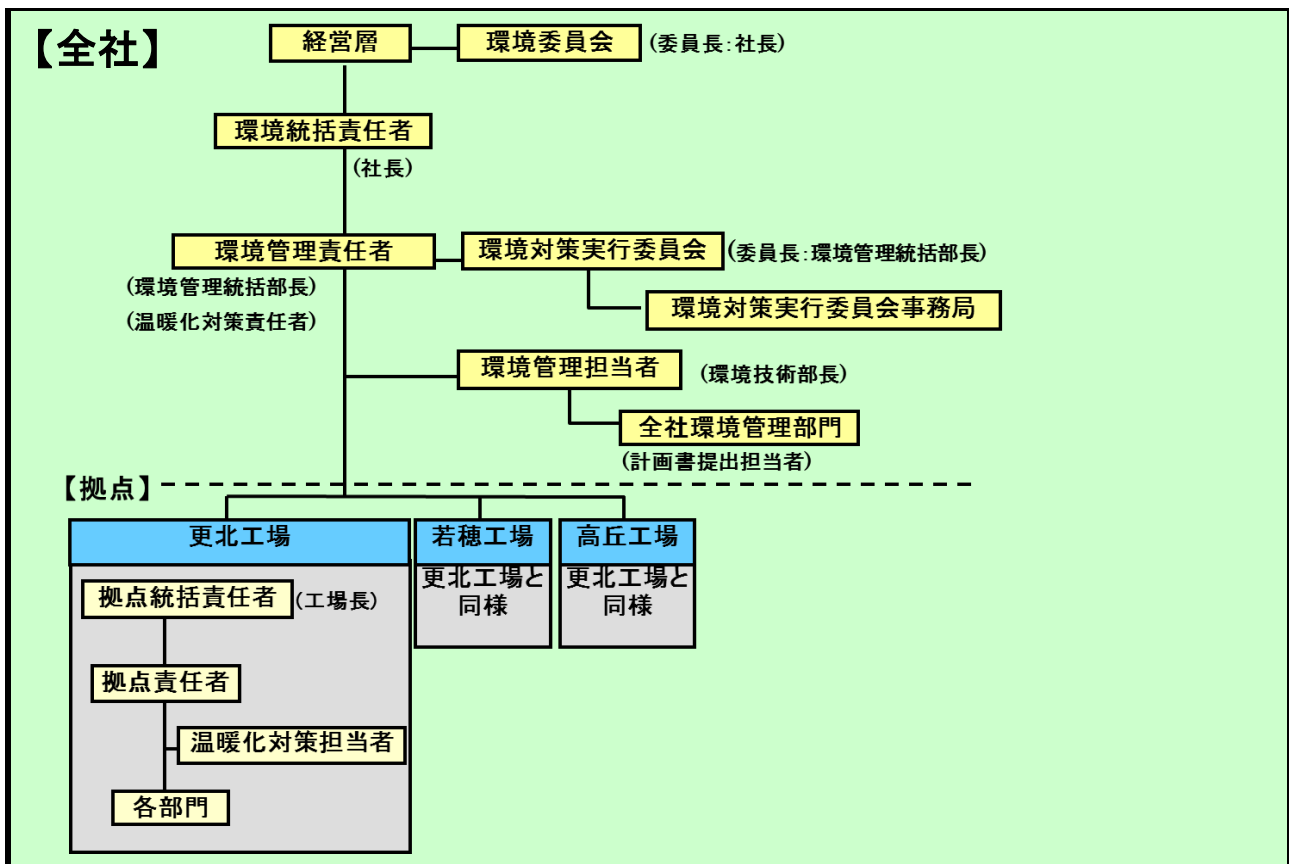 【全社】
経営層
環境委員会
(委員長:社長)
環境統括責任者
(社長)
環境管理責任者
環境対策実行委員会
(委員長:環境管理統括部長)
(環境管理統括部長)
(温暖化対策責任者)
環境対策実行委員会事務局
環境管理担当者
(環境技術部長)
全社環境管理部門
(計画書提出担当者)
【拠点】
更北工場
若穂工場
高丘工場
拠点統括責任者
(工場長)
拠点責任者
温暖化対策担当者
各部門
更北工場と
同様
更北工場と
同様